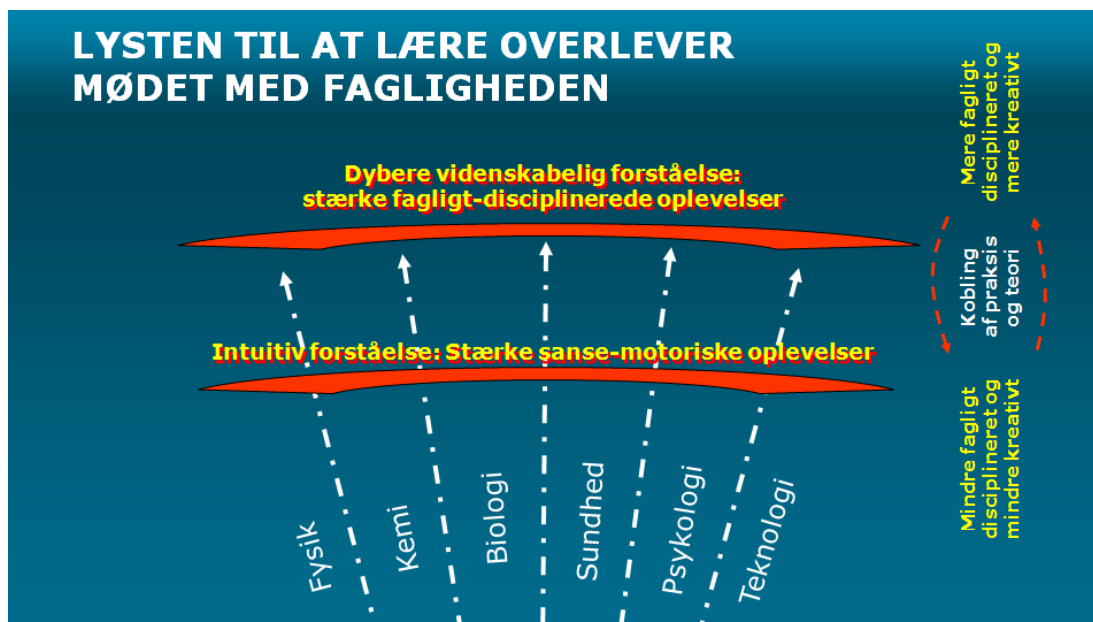 LYSTEN TIL AT LÆRE OVERLEVER
MØDET MED FAGLIGHEDEN
Dybere videnskabelig forståelse:
stærke fagligt-disciplinerede oplevelser
Intuitiv forståelse: Stærke sanse-motoriske oplevelser
Fysik
Kemi
Biologi
Sundhed
Psykologi
Teknologi
Mere fagligt
disciplineret og
mere kreativt
Kobling
af praksis
og teori
Mindre fagligt
disciplineret og
mindre kreativt